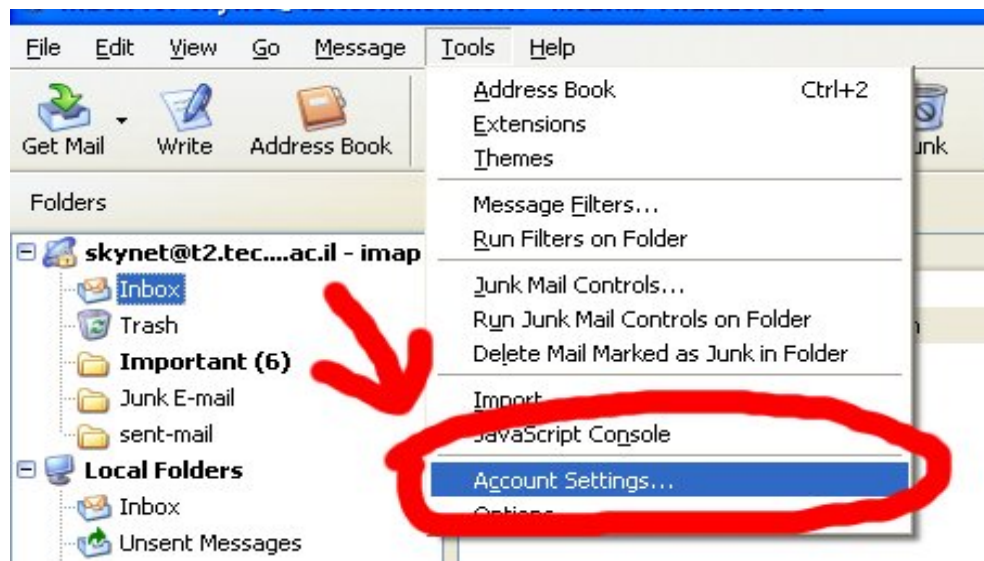 File Edit View Go Message Tools Help
Get Mail Write Address Book
Folders
skynet@t2.tec....ac.il - imap
Inbox
Trash
Important (6)
Junk E-mail
sent-mail
Local Folders
Inbox
Unsent Messages
Address Book Ctrl+2
Extensions
Themes
Message Filters...
Run Filters on Folder
Junk Mail Controls...
Run Junk Mail Controls on Folder
Delete Mail Marked as Junk in Folder
Import
JavaScript Console
Account Settings...
Options